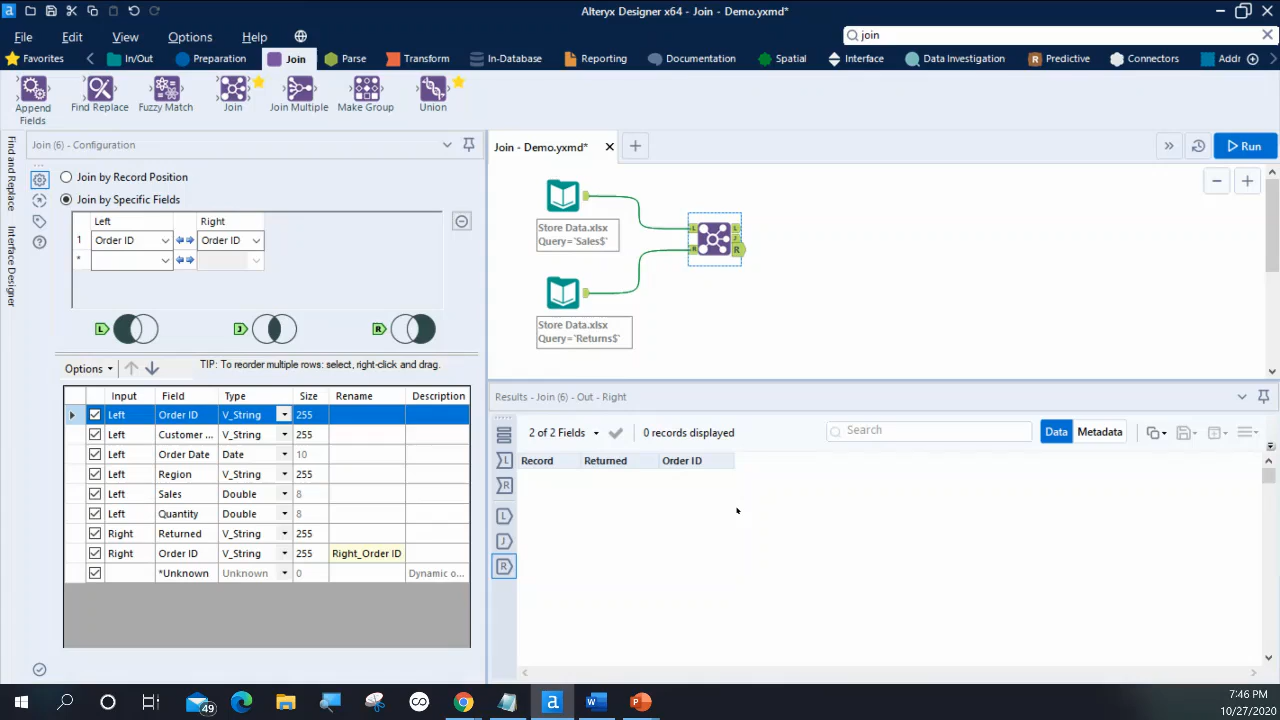 Alteryx Designer x64 - Join - Demo.yxmd*
File Edit View Options Help
join
Favorites In/Out Preparation Join Parse Transform In-Database Reporting Documentation Spatial Interface Data Investigation Predictive Connectors Addr
Append Fields
Find Replace
Fuzzy Match
Join
Join Multiple
Make Group
Union
Find and Replace
Interface Designer
Join (6) - Configuration
Join by Record Position
Join by Specific Fields
Left Right
1 Order ID Order ID
*
L J R
Options TIP: To reorder multiple rows: select, right-click and drag.
Input Field Type Size Rename Description
Left Order ID V_String 255
Left Customer ... V_String 255
Left Order Date Date 10
Left Region V_String 255
Left Sales Double 8
Left Quantity Double 8
Right Returned V_String 255
Right Order ID V_String 255 Right_Order ID
*Unknown Unknown 0 Dynamic o...
Join - Demo.yxmd*
Run
Store Data.xlsx
Query=`Sales$`
L R L J R
Store Data.xlsx
Query=`Returns$`
Results - Join (6) - Out - Right
2 of 2 Fields 0 records displayed Search Data Metadata
Record Returned Order ID
L
R
L
J
R
49
7:46 PM
10/27/2020